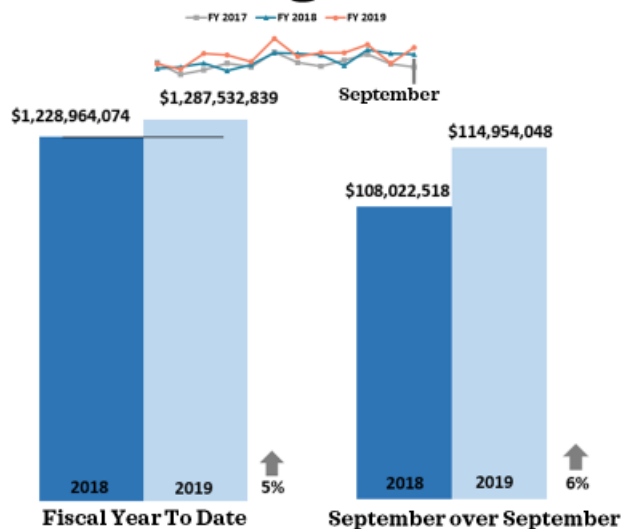 FY 2017 FY 2018 FY 2019
September
$1,228,964,074
$1,287,532,839
2018
2019
5%
Fiscal Year To Date
$108,022,518
$114,954,048
2018
2019
6%
September over September